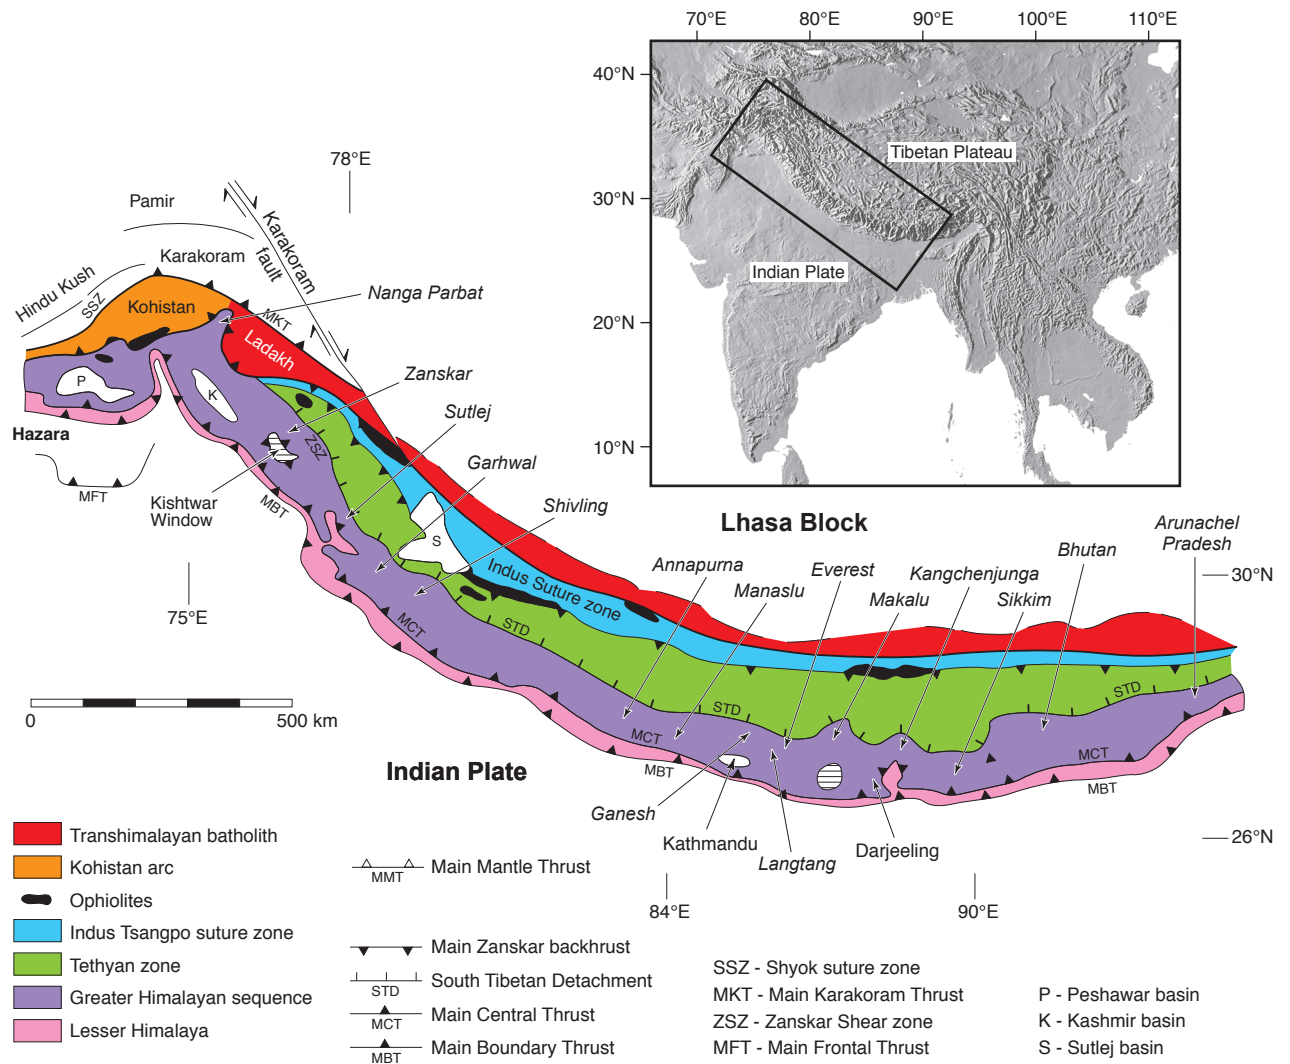 70°E
80°E
90°E
100°E
110°E
40°N
30°N
20°N
10°N
Tibetan Plateau
Indian Plate
78°E
Pamir
Karakoram
fault
Karakoram
Hindu Kush
SSZ
Kohistan
Nanga Parbat
MKT
Ladakh
Zanskar
P
K
Sutlej
Hazara
ZSZ
Garhwal
MFT
Kishtwar
Window
MBT
Shivling
S
Lhasa Block
Arunachel
Pradesh
Indus Suture zone
Annapurna
Manaslu
Everest
Makalu
Kangchenjunga
Sikkim
Bhutan
30°N
75°E
MCT
STD
STD
STD
MCT
MBT
MCT
MBT
0
500 km
Indian Plate
Ganesh
Kathmandu
Langtang
Darjeeling
26°N
84°E
90°E
Transhimalayan batholith
Kohistan arc
Ophiolites
Indus Tsangpo suture zone
Tethyan zone
Greater Himalayan sequence
Lesser Himalaya
MMT
Main Mantle Thrust
Main Zanskar backhrust
STD
South Tibetan Detachment
MCT
Main Central Thrust
MBT
Main Boundary Thrust
SSZ - Shyok suture zone
MKT - Main Karakoram Thrust
ZSZ - Zanskar Shear zone
MFT - Main Frontal Thrust
P - Peshawar basin
K - Kashmir basin
S - Sutlej basin